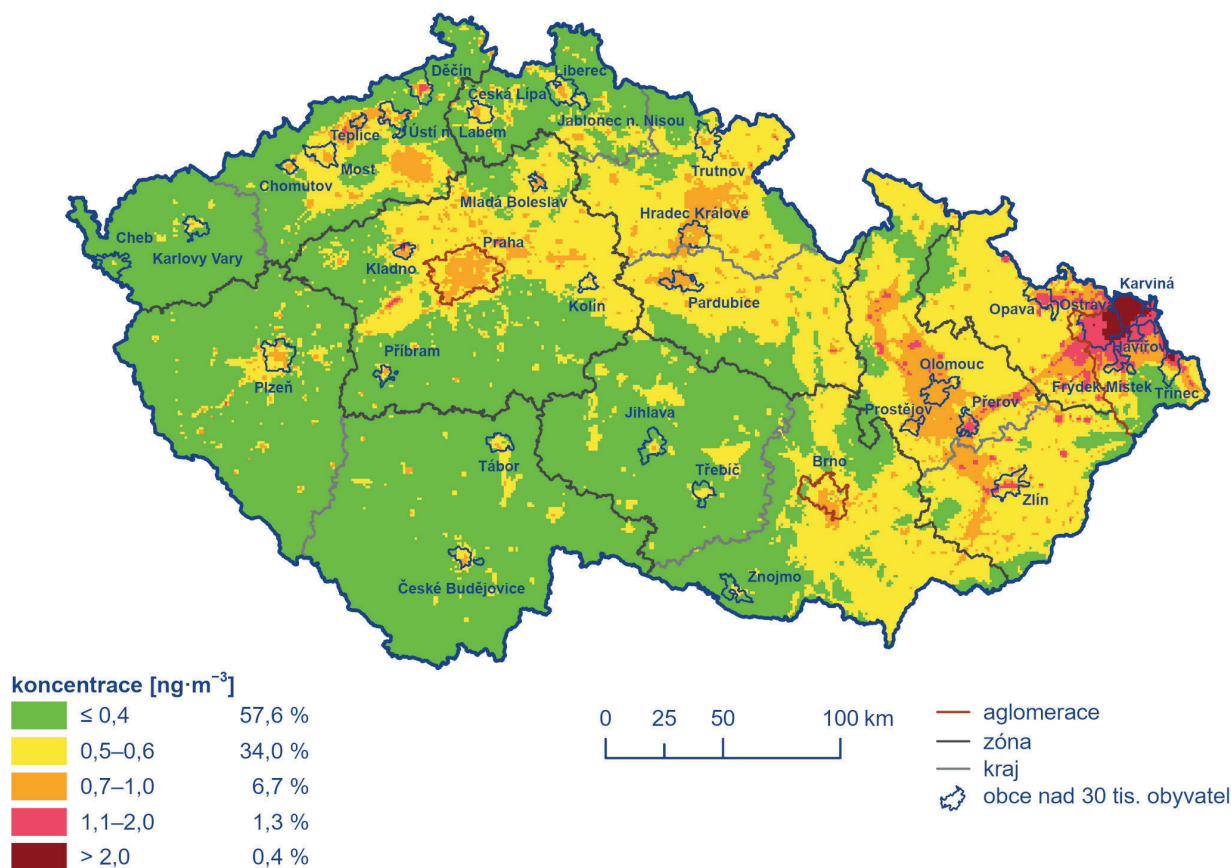 Děčín
Liberec
Česká Lípa
Jablonec n. Nisou
Teplice
Ústí n. Labem
Most
Chomutov
Trutnov
Mladá Boleslav
Hradec Králové
Cheb
Karlovy Vary
Kladno
Praha
Kolín
Pardubice
Karviná
Opava
Ostrava
Havířov
Plzeň
Příbram
Olomouc
Frýdek-Místek
Třinec
Jihlava
Prostějov
Přerov
Tábor
Třebíč
Brno
Zlín
České Budějovice
Znojmo
koncentrace [ng·m⁻³]
≤ 0,4 57,6 %
0,5–0,6 34,0 %
0,7–1,0 6,7 %
1,1–2,0 1,3 %
> 2,0 0,4 %
0 25 50 100 km
aglomerace
zóna
kraj
obce nad 30 tis. obyvatel